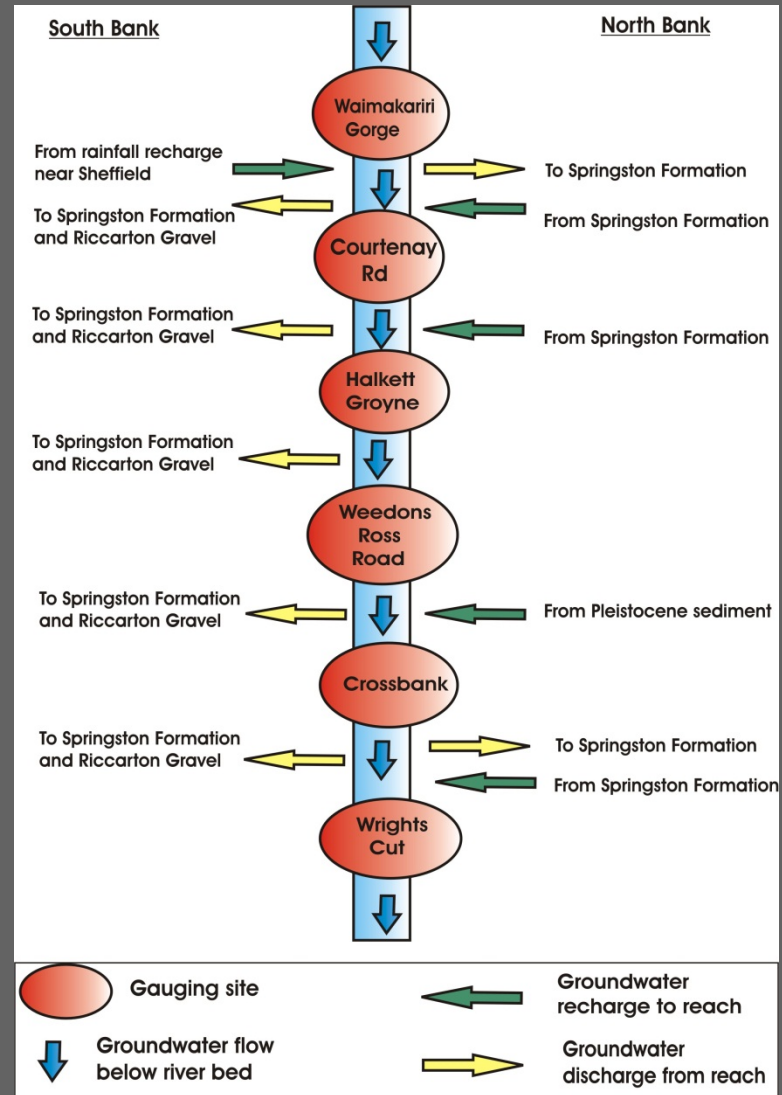 South Bank
North Bank
Waimakariri
Gorge
From rainfall recharge
near Sheffield
To Springston Formation
To Springston Formation
and Riccarton Gravel
From Springston Formation
Courtenay
Rd
To Springston Formation
and Riccarton Gravel
From Springston Formation
Halkett
Groyne
To Springston Formation
and Riccarton Gravel
Weedons
Ross
Road
To Springston Formation
and Riccarton Gravel
From Pleistocene sediment
Crossbank
To Springston Formation
and Riccarton Gravel
To Springston Formation
From Springston Formation
Wrights
Cut
Gauging site
Groundwater
recharge to reach
Groundwater flow
below river bed
Groundwater
discharge from reach